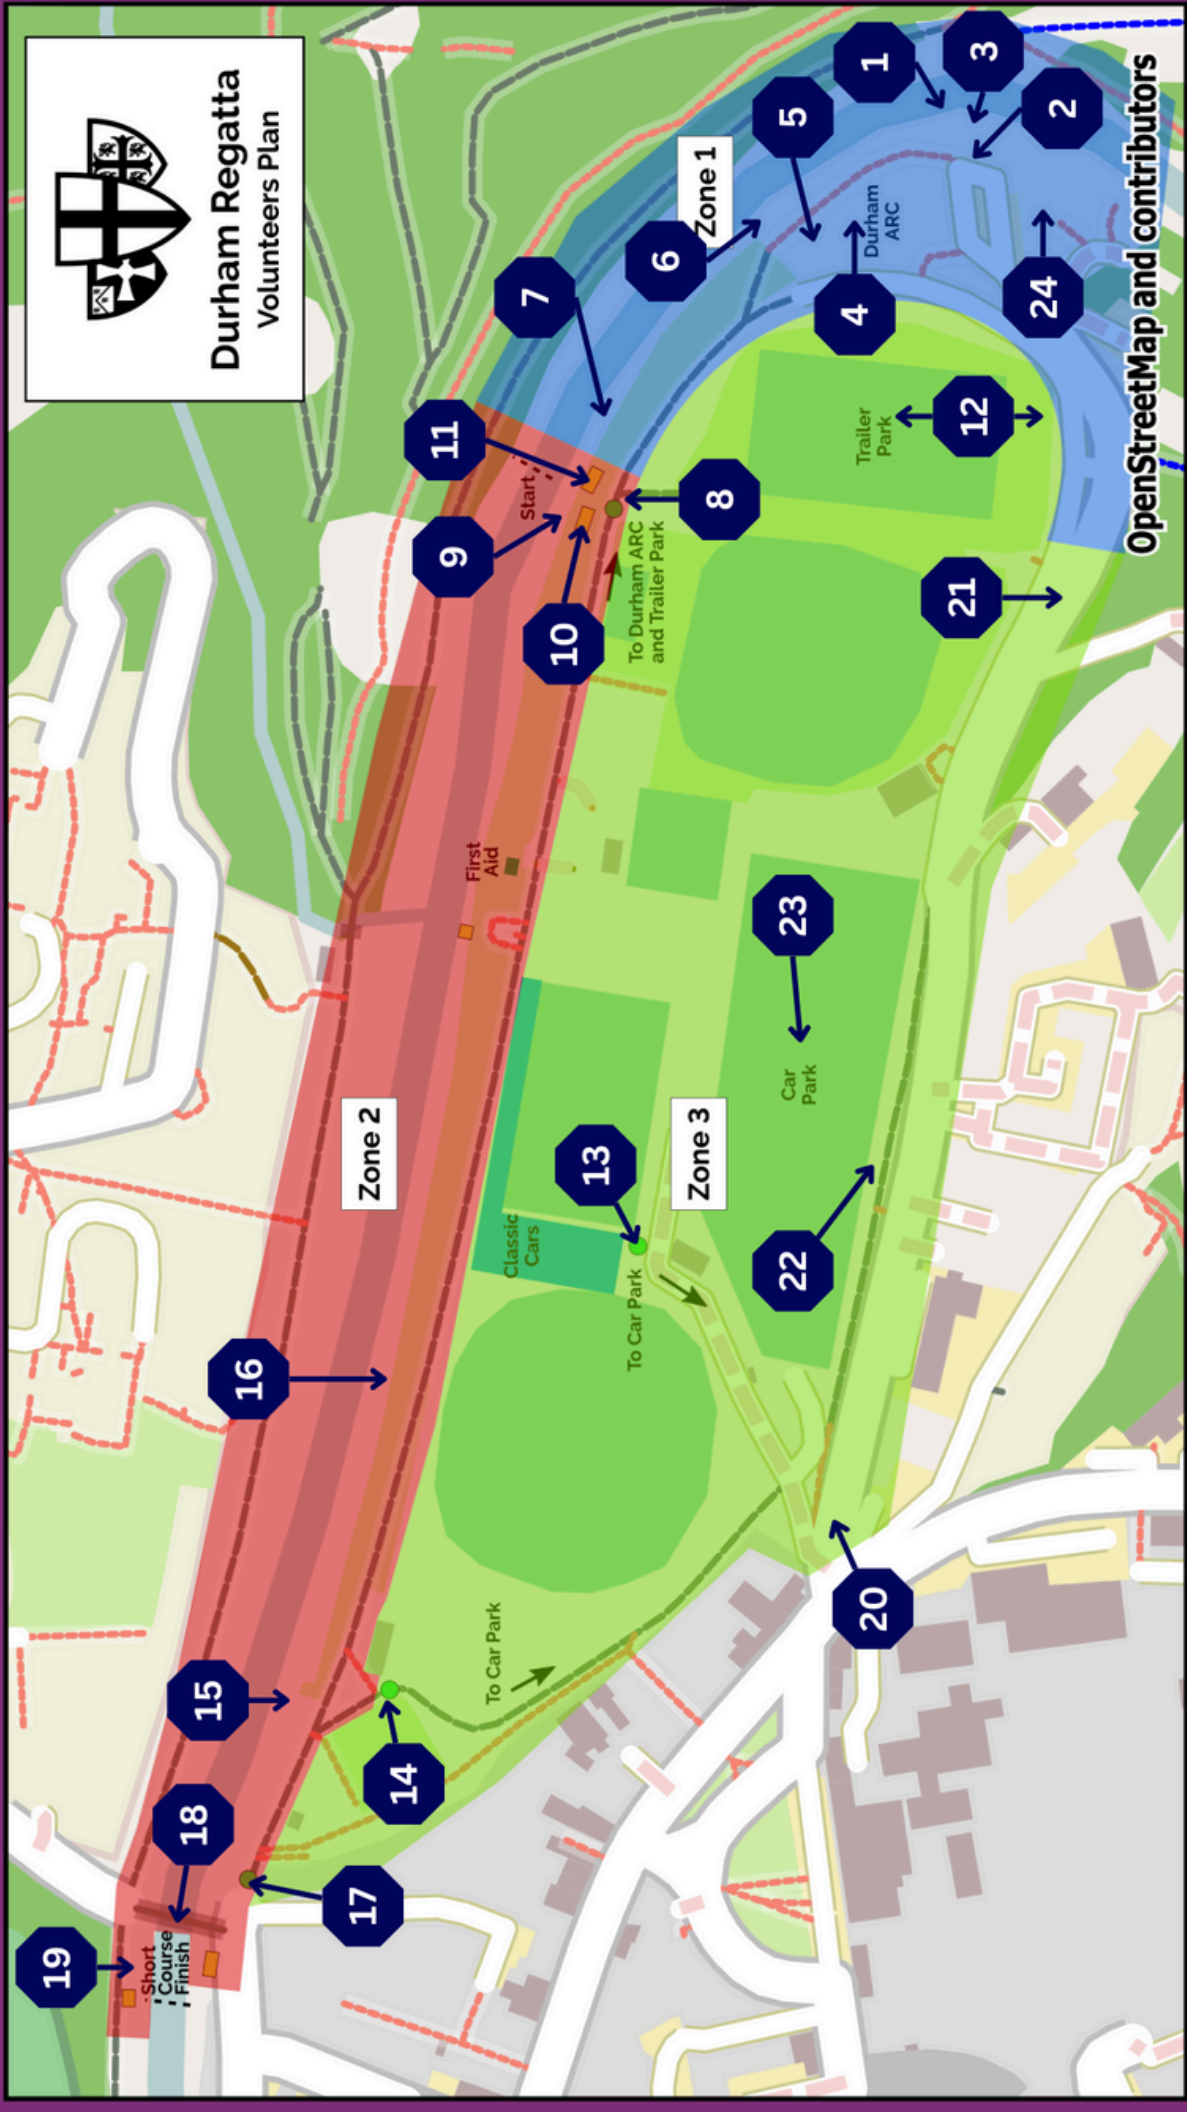 Durham Regatta
Volunteers Plan
19
Short
Course
Finish
18
17
15
14
To Car Park
16
Zone 2
Classic
Cars
To Car Park
13
Zone 3
20
22
Car
Park
23
First
Aid
9
10
11
Start
To Durham ARC
and Trailer Park
8
7
21
12
Trailer
Park
6
Zone 1
5
4
Durham
ARC
24
1
3
2
OpenStreetMap and contributors